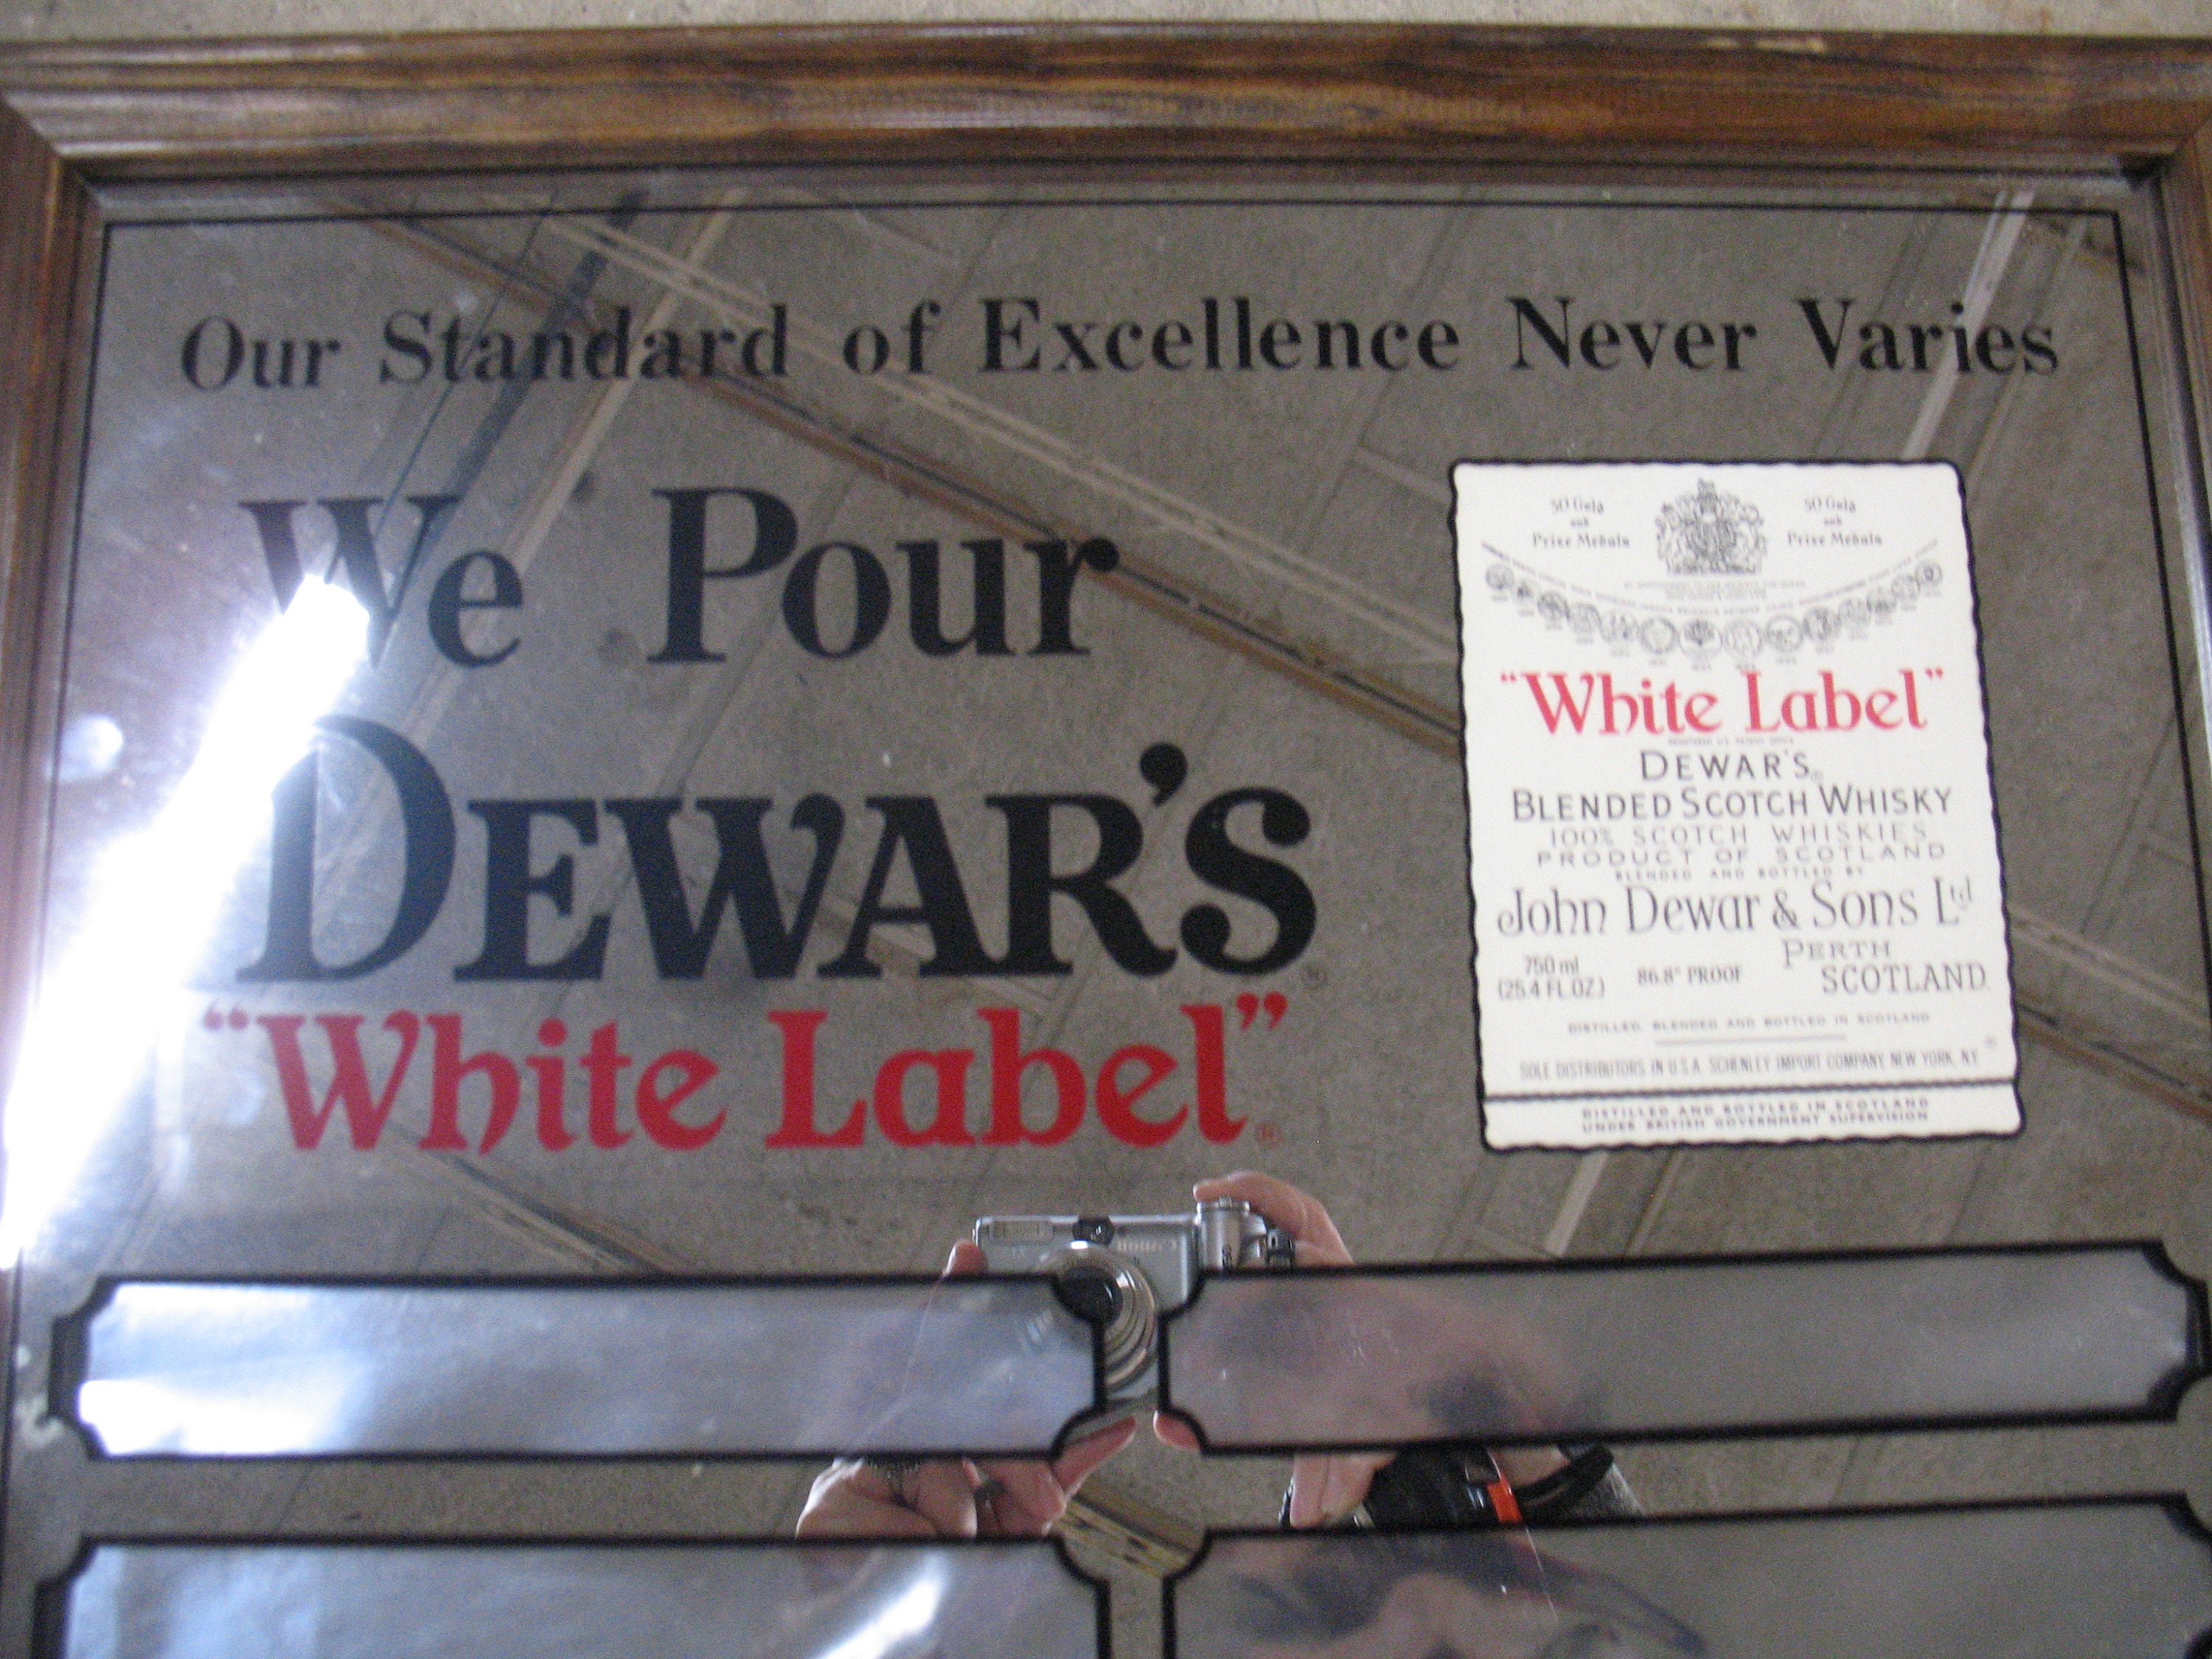 Our Standard of Excellence Never Varies
We Pour
DEWAR'S
"White Label"®
50 Gold
and
Prize Medals
50 Gold
and
Prize Medals
"White Label"
DEWAR'S
BLENDED SCOTCH WHISKY
100% SCOTCH WHISKIES
PRODUCT OF SCOTLAND
BLENDED AND BOTTLED BY
John Dewar & Sons Ltd
PERTH
SCOTLAND
750 ml
(25.4 FL.OZ.)
86.8° PROOF
DISTILLED, BLENDED AND BOTTLED IN SCOTLAND
SOLE DISTRIBUTORS IN U.S.A. SCHENLEY IMPORT COMPANY, NEW YORK, N.Y.
DISTILLED AND BOTTLED IN SCOTLAND
UNDER BRITISH GOVERNMENT SUPERVISION